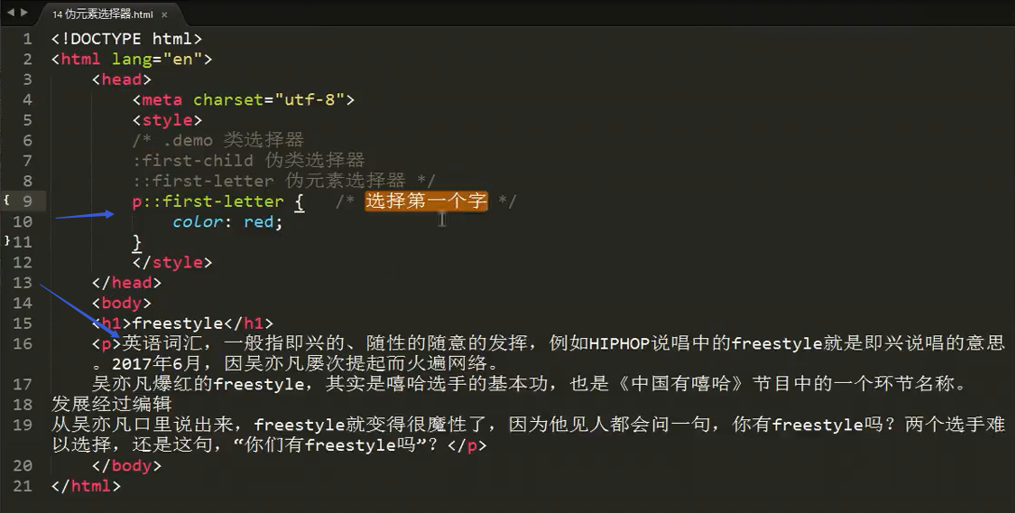 14 伪元素选择器.html
1 <!DOCTYPE html>
2 <html lang="en">
3 <head>
4 <meta charset="utf-8">
5 <style>
6 /* .demo 类选择器
7 :first-child 伪类选择器
8 ::first-letter 伪元素选择器 */
9 p::first-letter { /* 选择第一个字 */
10 color: red;
11 }
12 </style>
13 </head>
14 <body>
15 <h1>freestyle</h1>
16 <p>英语词汇，一般指即兴的、随性的随意的发挥，例如HIPHOP说唱中的freestyle就是即兴说唱的意思
。2017年6月，因吴亦凡屡次提起而火遍网络。
17 吴亦凡爆红的freestyle，其实是嘻哈选手的基本功，也是《中国有嘻哈》节目中的一个环节名称。
18 发展经过编辑
19 从吴亦凡口里说出来，freestyle就变得很魔性了，因为他见人都会问一句，你有freestyle吗？两个选手难
以选择，还是这句，“你们有freestyle吗”？</p>
20 </body>
21 </html>